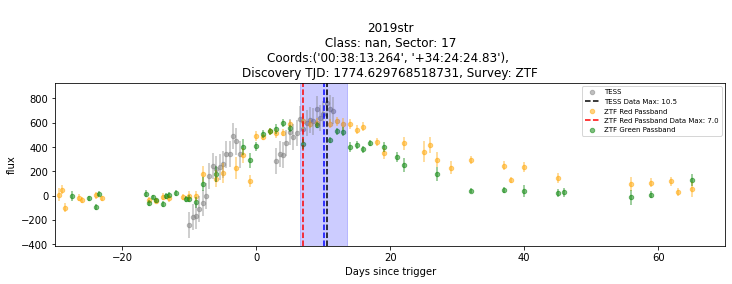 2019str
Class: nan, Sector: 17
Coords:('00:38:13.264', '+34:24:24.83'),
Discovery TJD: 1774.629768518731, Survey: ZTF
TESS
TESS Data Max: 10.5
ZTF Red Passband
ZTF Red Passband Data Max: 7.0
ZTF Green Passband
flux
800
600
400
200
0
−200
−400
−20
0
20
40
60
Days since trigger